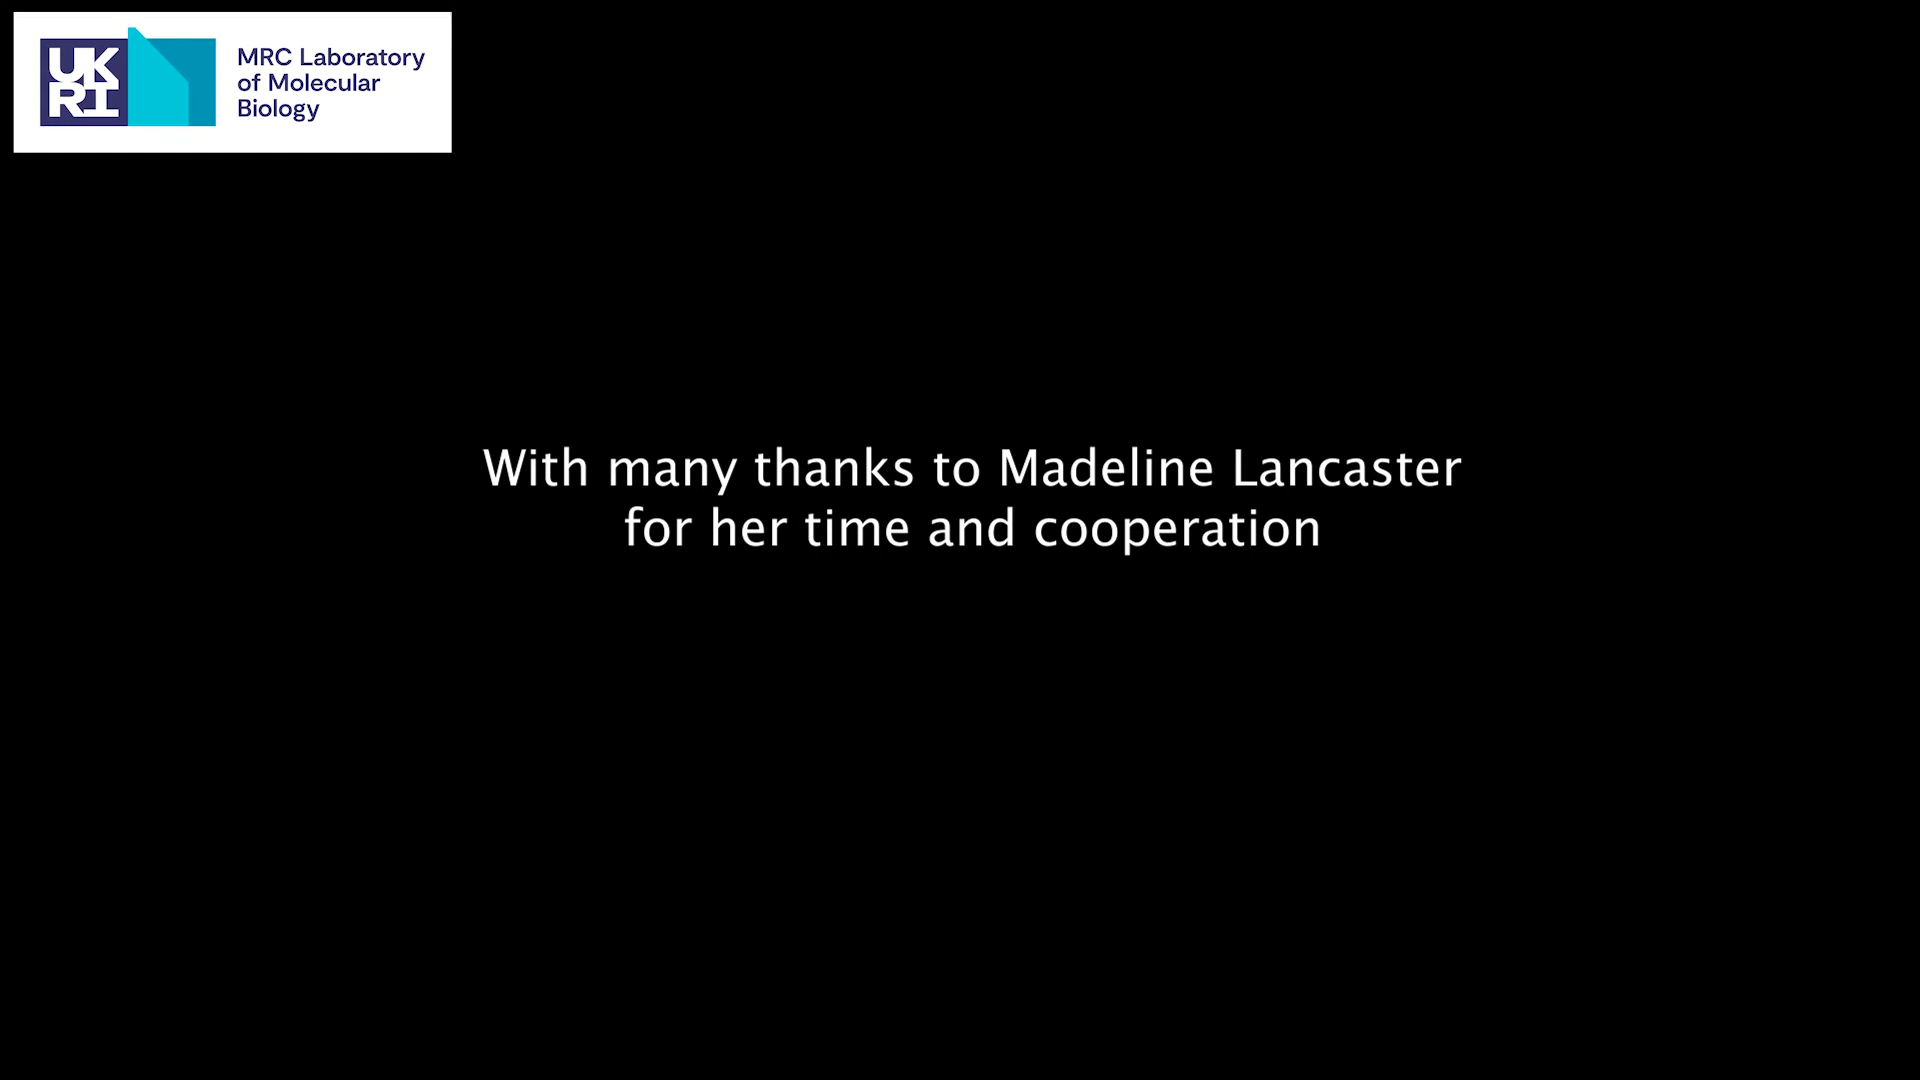 UK
RI
MRC Laboratory
of Molecular
Biology
With many thanks to Madeline Lancaster
for her time and cooperation